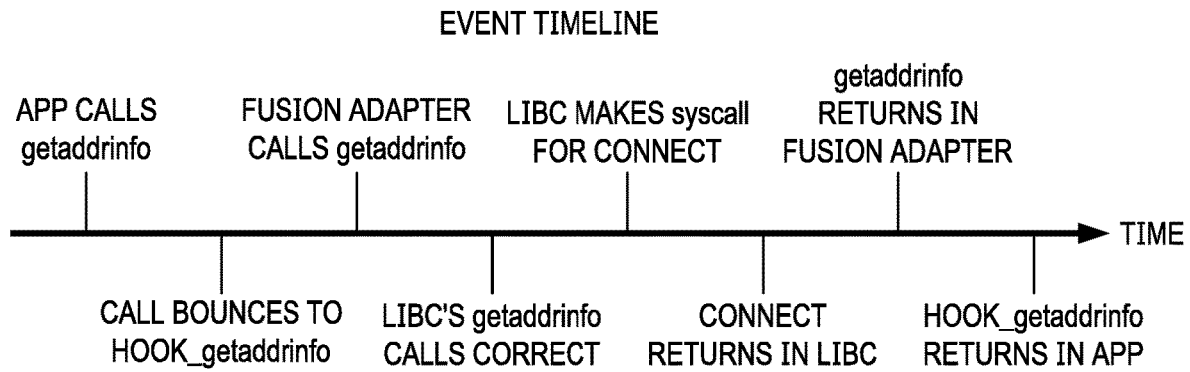 EVENT TIMELINE
APP CALLS
getaddrinfo
FUSION ADAPTER
CALLS getaddrinfo
LIBC MAKES syscall
FOR CONNECT
getaddrinfo
RETURNS IN
FUSION ADAPTER
TIME
CALL BOUNCES TO
HOOK_getaddrinfo
LIBC'S getaddrinfo
CALLS CORRECT
CONNECT
RETURNS IN LIBC
HOOK_getaddrinfo
RETURNS IN APP